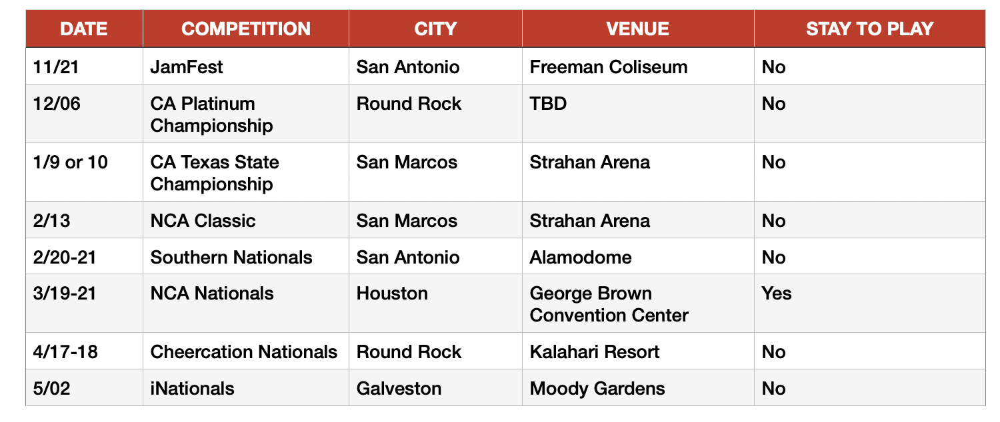 DATE COMPETITION CITY VENUE STAY TO PLAY
11/21 JamFest San Antonio Freeman Coliseum No
12/06 CA Platinum Round Rock TBD No
Championship
1/9 or 10 CA Texas State San Marcos Strahan Arena No
Championship
2/13 NCA Classic San Marcos Strahan Arena No
2/20-21 Southern Nationals San Antonio Alamodome No
3/19-21 NCA Nationals Houston George Brown Yes
Convention Center
4/17-18 Cheercation Nationals Round Rock Kalahari Resort No
5/02 iNationals Galveston Moody Gardens No